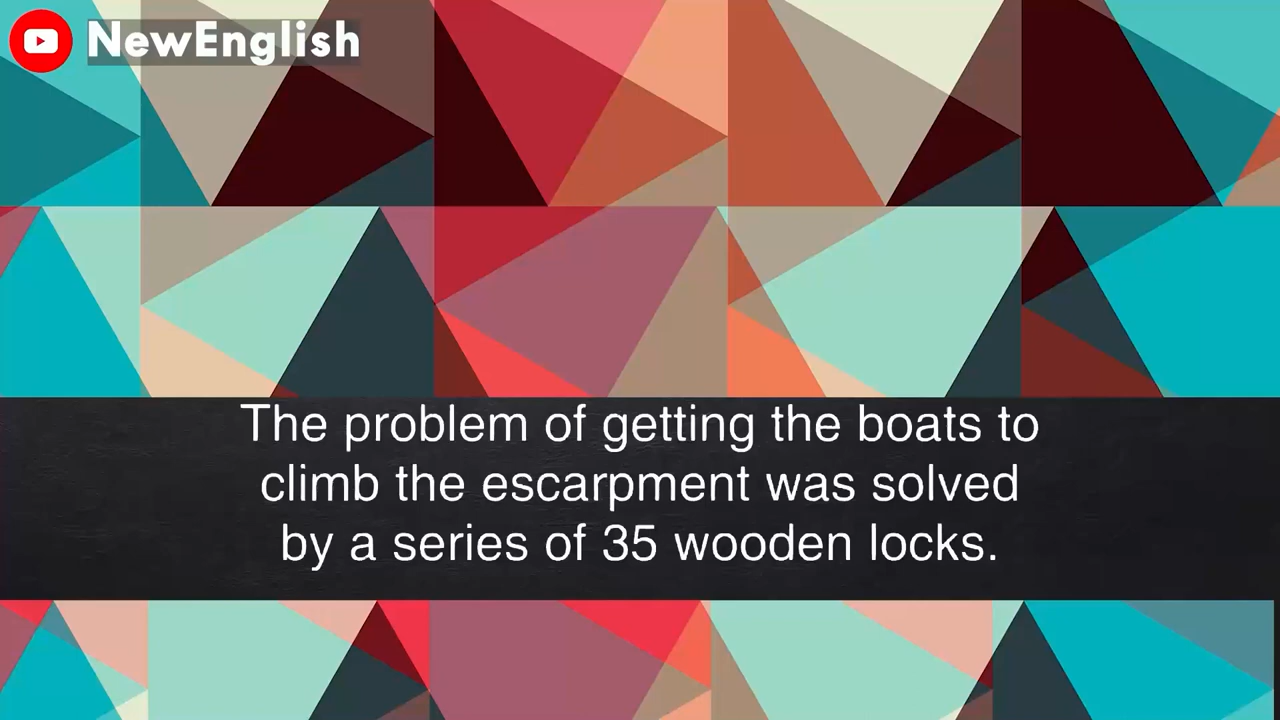 NewEnglish
The problem of getting the boats to
climb the escarpment was solved
by a series of 35 wooden locks.